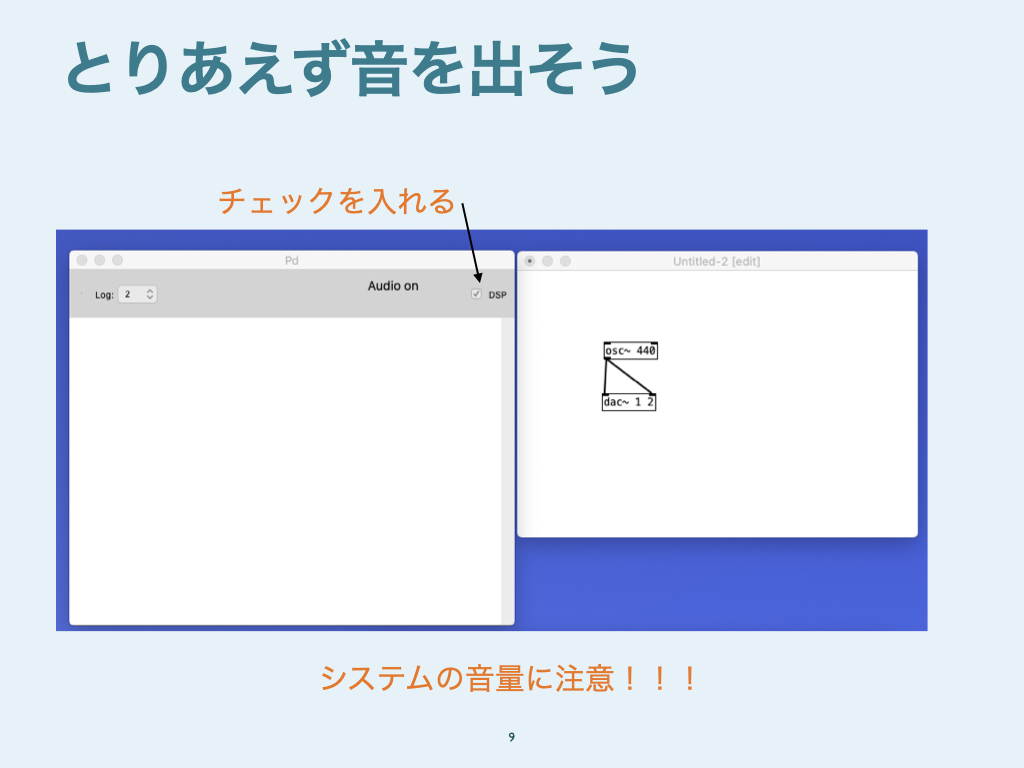 とりあえず音を出そう
チェックを入れる
Pd
Untitled-2 [edit]
Audio on
Log: 2
DSP
osc~ 440
dac~ 1 2
システムの音量に注意！！！
9